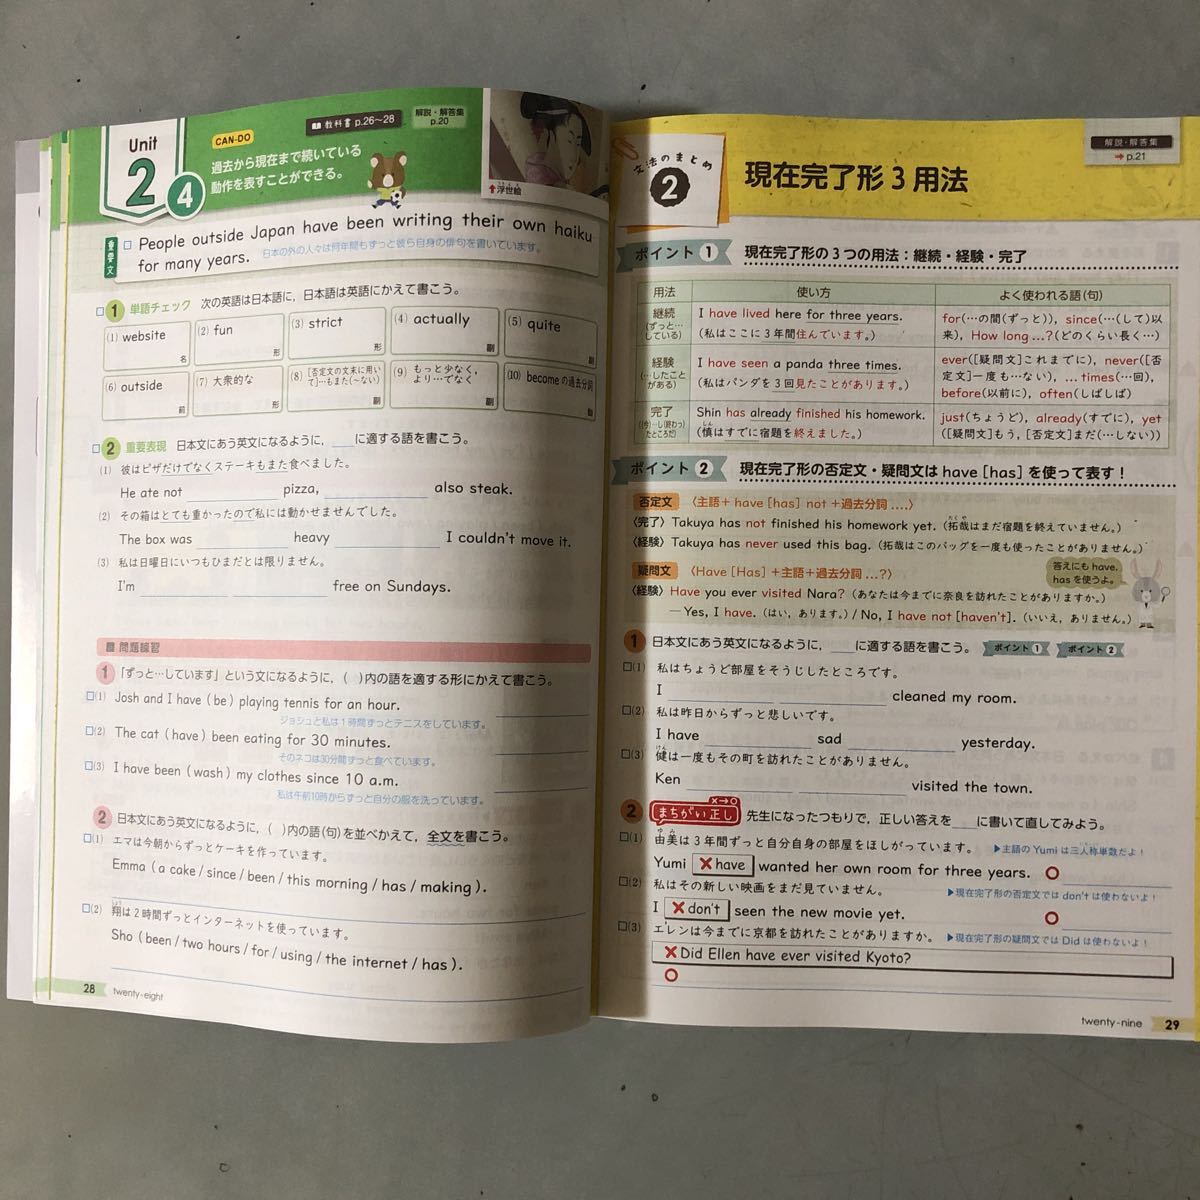 Unit
2
4
CAN-DO
教科書 p.26～28
解説・解答集
p.20
過去から現在まで続いている
動作を表すことができる。
浮世絵
重要文
People outside Japan have been writing their own haiku
for many years. 日本の外の人々は何年間もずっと彼ら自身の俳句を書いています。
1 単語チェック 次の英語は日本語に，日本語は英語にかえて書こう。
(1) website 名
(2) fun 形
(3) strict 形
(4) actually 副
(5) quite 副
(6) outside 前
(7) 大衆的な 形
(8) [否定文の文末に用いて]…もまた(～ない) 副
(9) もっと少なく，より…でなく 副
(10) becomeの過去分詞 動
2 重要表現 日本文にあう英文になるように，___に適する語を書こう。
(1) 彼はピザだけでなくステーキもまた食べました。
He ate not ___ pizza, ___ also steak.
(2) その箱はとても重かったので私には動かせませんでした。
The box was ___ heavy ___ I couldn't move it.
(3) 私は日曜日にいつもひまだとは限りません。
I'm ___ ___ free on Sundays.
問題練習
1 「ずっと…しています」という文になるように，( )内の語を適する形にかえて書こう。
(1) Josh and I have (be) playing tennis for an hour.
ジョシュと私は1時間ずっとテニスをしています。
(2) The cat (have) been eating for 30 minutes.
そのネコは30分間ずっと食べています。
(3) I have been (wash) my clothes since 10 a.m.
私は午前10時からずっと自分の服を洗っています。
2 日本文にあう英文になるように，( )内の語(句)を並べかえて，全文を書こう。
(1) エマは今朝からずっとケーキを作っています。
Emma (a cake / since / been / this morning / has / making).
(2) 翔は2時間ずっとインターネットを使っています。
Sho (been / two hours / for / using / the internet / has).
28 twenty-eight
文法のまとめ
2
現在完了形3用法
解説・解答集
➡p.21
ポイント1 現在完了形の3つの用法：継続・経験・完了
用法 使い方 よく使われる語(句)
継続
(ずっと…している)
I have lived here for three years.
(私はここに3年間住んでいます。)
for(…の間(ずっと))，since(…(して)以来)，How long …?(どのくらい長く…)
経験
(…したことがある)
I have seen a panda three times.
(私はパンダを3回見たことがあります。)
ever([疑問文]これまでに)，never([否定文]一度も…ない)，… times(…回)，before(以前に)，often(しばしば)
完了
((今)…し(終わっ)たところだ)
Shin has already finished his homework.
(慎はすでに宿題を終えました。)
just(ちょうど)，already(すでに)，yet([疑問文]もう，[否定文]まだ(…しない))
ポイント2 現在完了形の否定文・疑問文はhave [has]を使って表す！
否定文 〈主語＋have [has] not＋過去分詞 ….〉
〈完了〉Takuya has not finished his homework yet. (拓哉はまだ宿題を終えていません。)
〈経験〉Takuya has never used this bag. (拓哉はこのバッグを一度も使ったことがありません。)
疑問文 〈Have [Has]＋主語＋過去分詞 …?〉
〈経験〉Have you ever visited Nara? (あなたは今までに奈良を訪れたことがありますか。)
— Yes, I have. (はい，あります。) / No, I have not [haven't]. (いいえ，ありません。)
答えにもhave, hasを使うよ。
1 日本文にあう英文になるように，___に適する語を書こう。 ポイント1 ポイント2
(1) 私はちょうど部屋をそうじしたところです。
I ___ ___ cleaned my room.
(2) 私は昨日からずっと悲しいです。
I have ___ sad ___ yesterday.
(3) 健は一度もその町を訪れたことがありません。
Ken ___ ___ visited the town.
2 まちがい正し ×→○ 先生になったつもりで，正しい答えを___に書いて直してみよう。
(1) 由美は3年間ずっと自分自身の部屋をほしがっています。 ▶主語のYumiは三人称単数だよ！
Yumi ×have wanted her own room for three years. ○
(2) 私はその新しい映画をまだ見ていません。 ▶現在完了形の否定文ではdon'tは使わないよ！
I ×don't seen the new movie yet. ○
(3) エレンは今までに京都を訪れたことがありますか。 ▶現在完了形の疑問文ではDidは使わないよ！
×Did Ellen have ever visited Kyoto?
○
twenty-nine 29